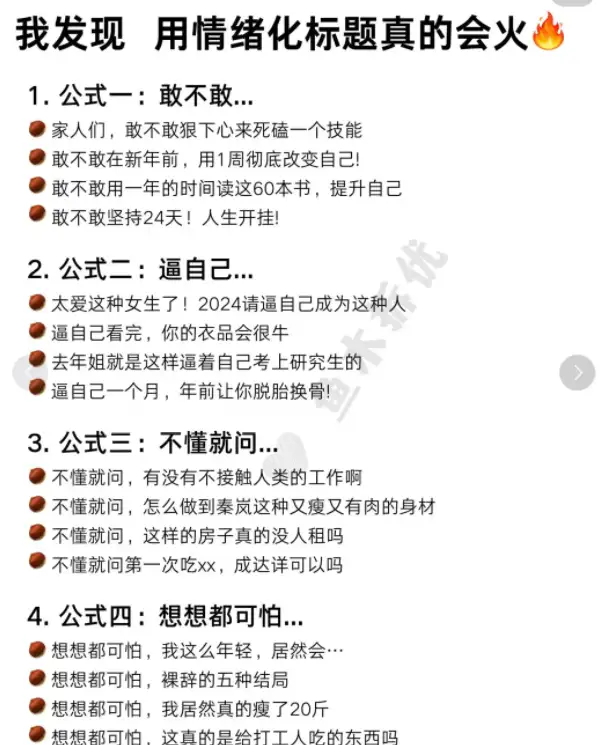 我发现 用情绪化标题真的会火🔥
1. 公式一：敢不敢...
家人们，敢不敢狠下心来死磕一个技能
敢不敢在新年前，用1周彻底改变自己!
敢不敢用一年的时间读这60本书，提升自己
敢不敢坚持24天！人生开挂!
2. 公式二：逼自己...
太爱这种女生了！2024请逼自己成为这种人
逼自己看完，你的衣品会很牛
去年姐就是这样逼着自己考上研究生的
逼自己一个月，年前让你脱胎换骨!
3. 公式三：不懂就问...
不懂就问，有没有不接触人类的工作啊
不懂就问，怎么做到秦岚这种又瘦又有肉的身材
不懂就问，这样的房子真的没人租吗
不懂就问第一次吃xx，成达详可以吗
4. 公式四：想想都可怕...
想想都可怕，我这么年轻，居然会…
想想都可怕，裸辞的五种结局
想想都可怕，我居然真的瘦了20斤
想想都可怕，这真的是给打工人吃的东西吗
鱼木拆优